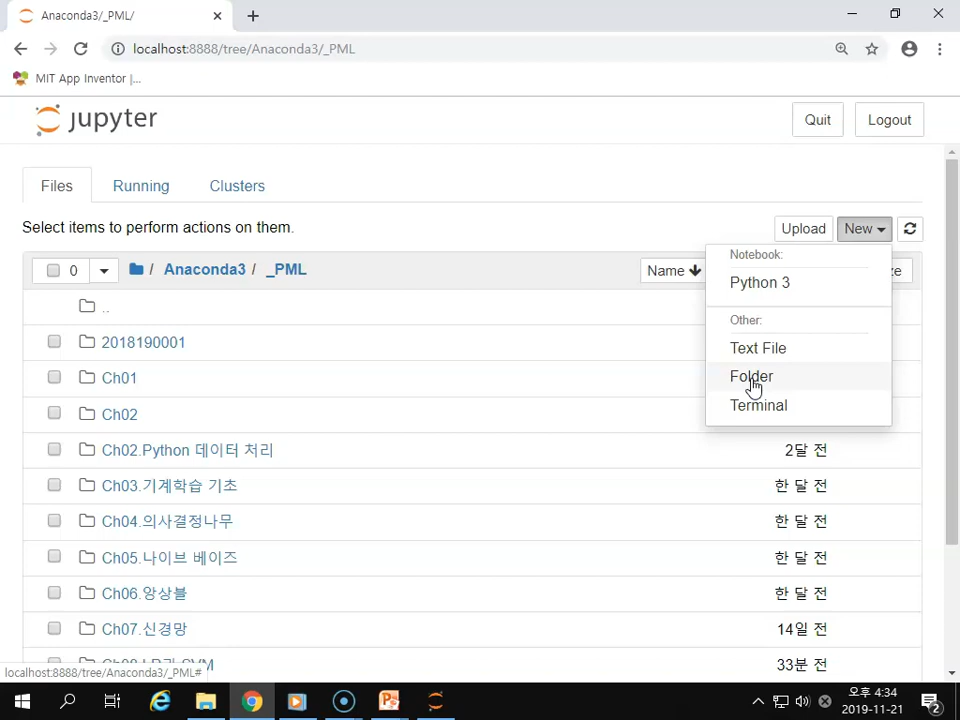 Anaconda3/_PML/
localhost:8888/tree/Anaconda3/_PML
MIT App Inventor |...
jupyter
Quit
Logout
Files
Running
Clusters
Select items to perform actions on them.
Upload
New
0
/ Anaconda3 / _PML
Name
ze
Notebook:
Python 3
Other:
Text File
Folder
Terminal
..
2018190001
Ch01
Ch02
Ch02.Python 데이터 처리
2달 전
Ch03.기계학습 기초
한 달 전
Ch04.의사결정나무
한 달 전
Ch05.나이브 베이즈
한 달 전
Ch06.앙상블
한 달 전
Ch07.신경망
14일 전
33분 전
localhost:8888/tree/Anaconda3/_PML#
오후 4:34
2019-11-21
2